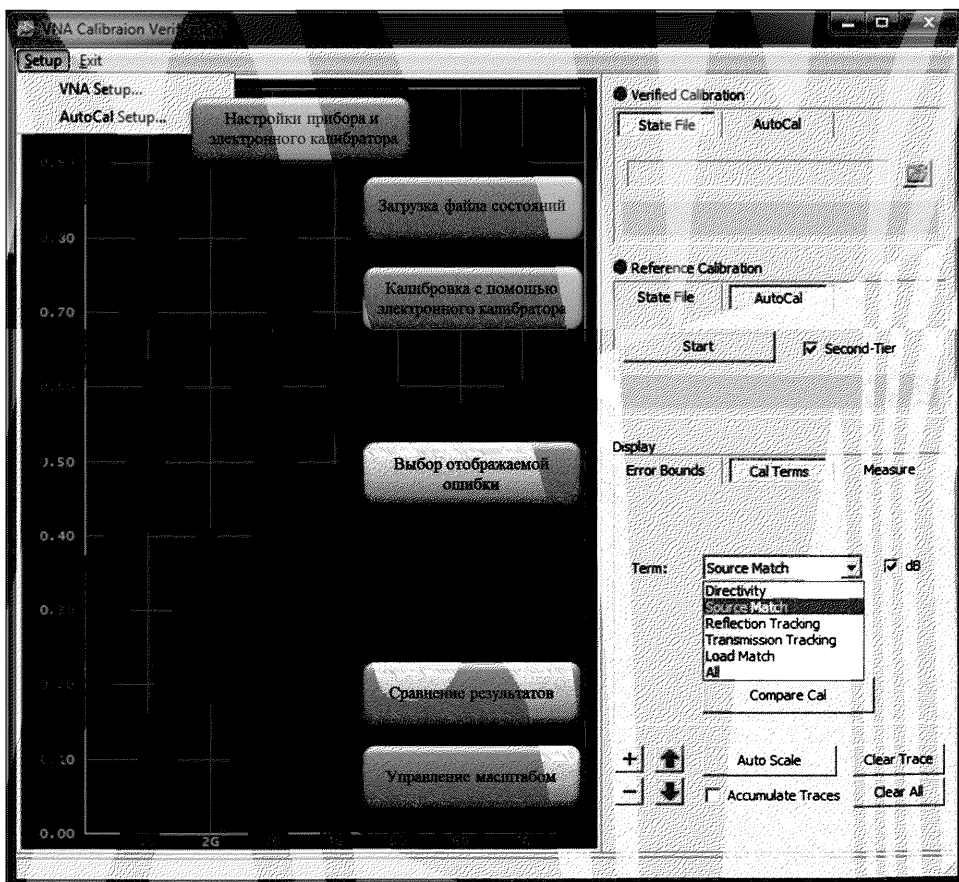 VNA Calibraion Veri
Setup Exit
VNA Setup...
AutoCal Setup...
Настройки прибора и
электронного калибратора
Загрузка файла состояний
Калибровка с помощью
электронного калибратора
Выбор отображаемой
ошибки
Сравнение результатов
Управление масштабом
0.70
0.50
0.40
0.00
2G
Verified Calibration
State File AutoCal
Reference Calibration
State File AutoCal
Start Second-Tier
Display
Error Bounds Cal Terms Measure
Term: Source Match dB
Directivity
Source Match
Reflection Tracking
Transmission Tracking
Load Match
All
Compare Cal
+ Auto Scale Clear Trace
− Accumulate Traces Clear All